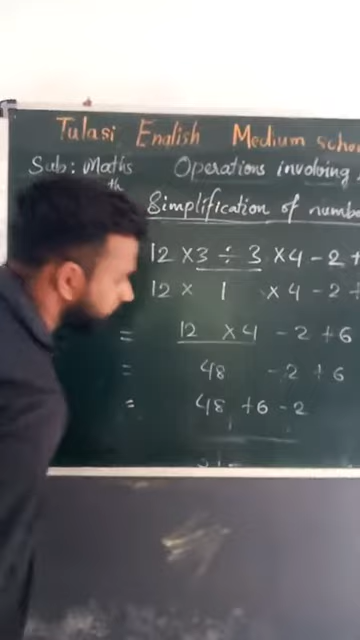 Tulasi English Medium
Sub: Maths Operations involving
th
Simplification of
12 × 3 ÷ 3 × 4 - 2 +
12 × 1 × 4 - 2 +
= 12 × 4 - 2 + 6
= 48 - 2 + 6
= 48 + 6 - 2